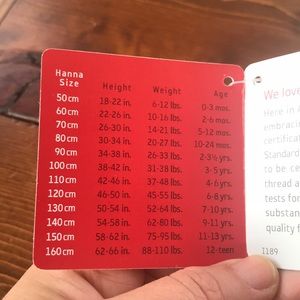 Hanna Size Height Weight Age
50 cm 18-22 in. 6-12 lbs. 0-3 mos.
60 cm 22-26 in. 10-16 lbs. 2-6 mos.
70 cm 26-30 in. 14-21 lbs. 5-12 mos.
80 cm 30-34 in. 20-27 lbs. 10-24 mos.
90 cm 34-38 in. 26-33 lbs. 2-3½ yrs.
100 cm 38-42 in. 31-38 lbs. 3-5 yrs.
110 cm 42-46 in. 37-48 lbs. 4-6 yrs.
120 cm 46-50 in. 45-55 lbs. 6-8 yrs.
130 cm 50-54 in. 52-64 lbs. 7-10 yrs.
140 cm 54-58 in. 62-80 lbs. 9-11 yrs.
150 cm 58-62 in. 75-95 lbs. 11-13 yrs.
160 cm 62-66 in. 88-110 lbs. 12-teen
We love
Here in
embracin
certificat
Standard
to be ce
thread a
tests for
substan
quality f
1189